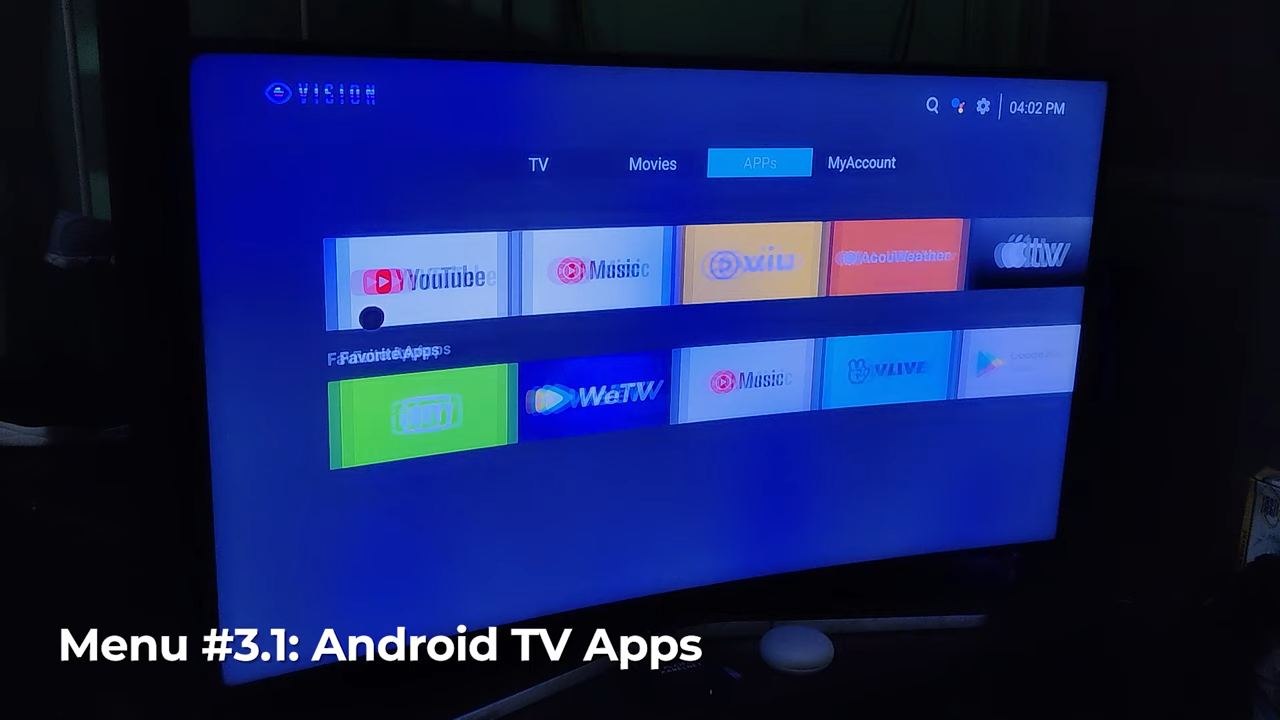 VISION
04:02 PM
TV Movies APPs MyAccount
YouTube Music viu AccuWeather tv
Favorite Apps
WeTV Music VLIVE
Menu #3.1: Android TV Apps